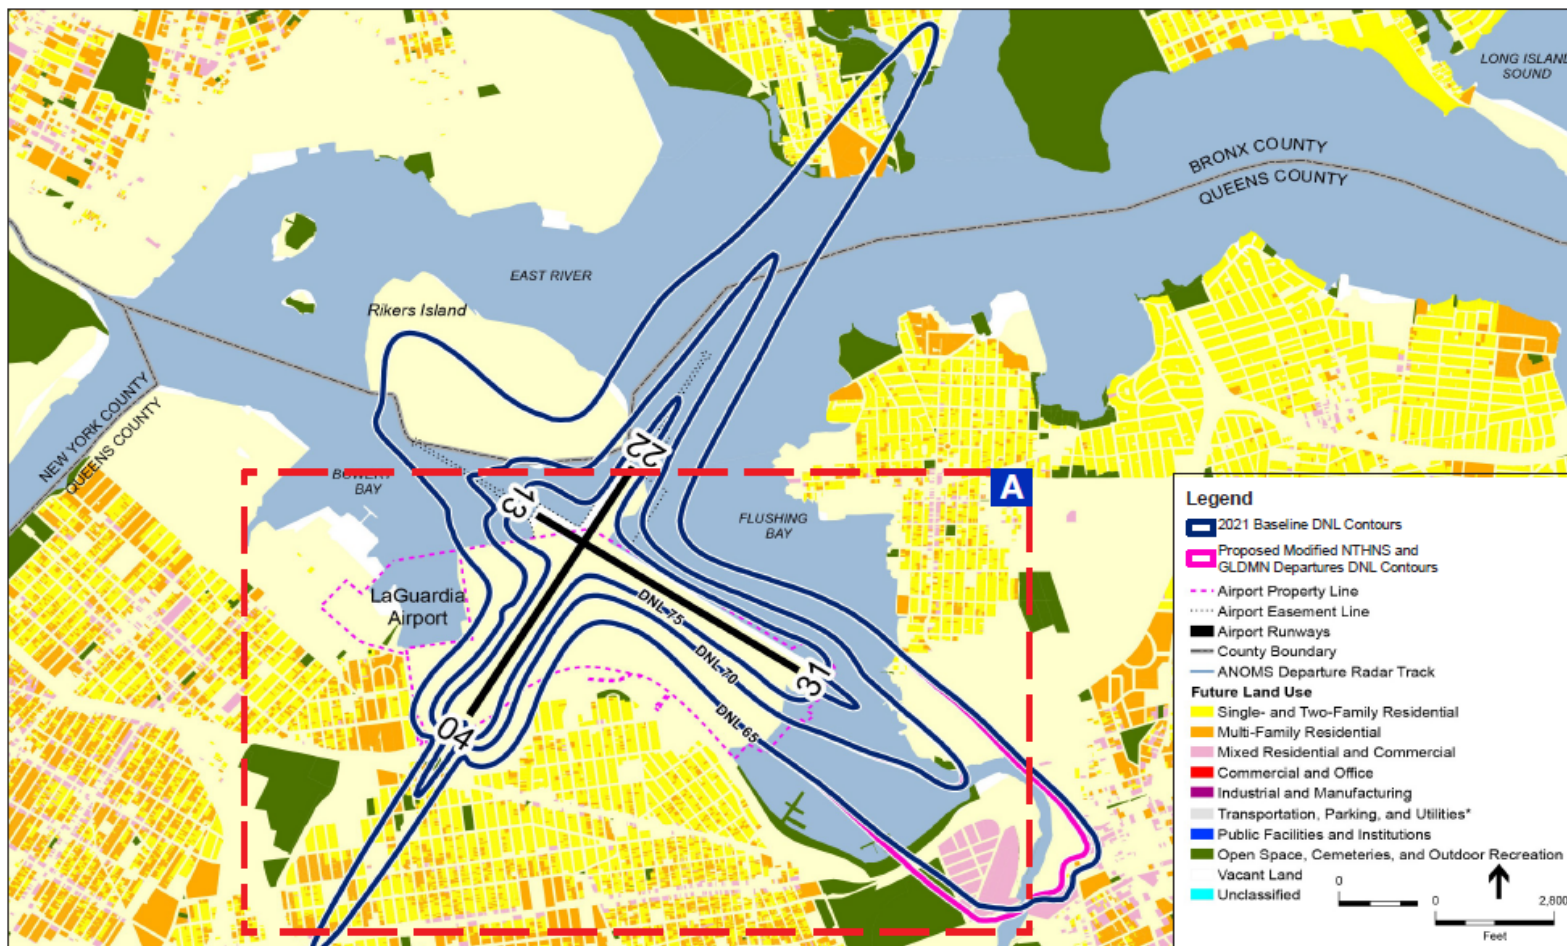 LONG ISLAND
SOUND
BRONX COUNTY
QUEENS COUNTY
EAST RIVER
Rikers Island
NEW YORK COUNTY
QUEENS COUNTY
BOWERY
BAY
22
13
A
FLUSHING
BAY
LaGuardia
Airport
DNL 75
DNL 70
DNL 65
31
04
Legend
2021 Baseline DNL Contours
Proposed Modified NTHNS and
GLDMN Departures DNL Contours
Airport Property Line
Airport Easement Line
Airport Runways
County Boundary
ANOMS Departure Radar Track
Future Land Use
Single- and Two-Family Residential
Multi-Family Residential
Mixed Residential and Commercial
Commercial and Office
Industrial and Manufacturing
Transportation, Parking, and Utilities*
Public Facilities and Institutions
Open Space, Cemeteries, and Outdoor Recreation
Vacant Land
Unclassified
0
0 2,800
Feet